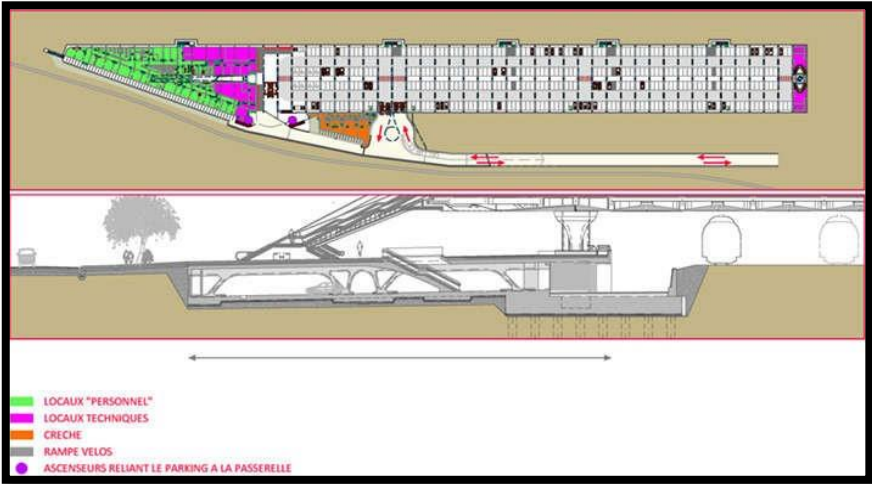 LOCAUX "PERSONNEL"
LOCAUX TECHNIQUES
CRECHE
RAMPE VELOS
ASCENSEURS RELIANT LE PARKING A LA PASSERELLE